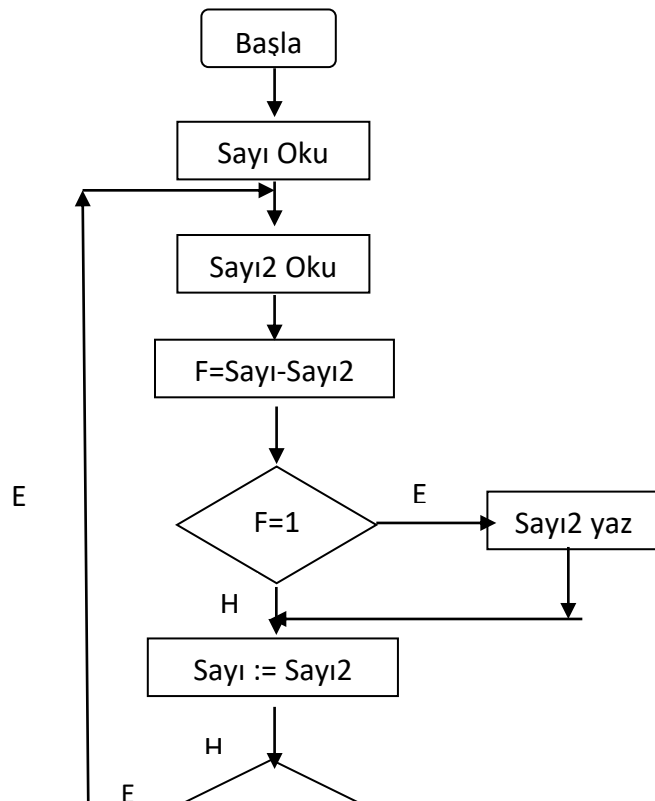 Başla
Sayı Oku
Sayı2 Oku
F=Sayı-Sayı2
E
F=1
E
Sayı2 yaz
H
Sayı := Sayı2
H
E